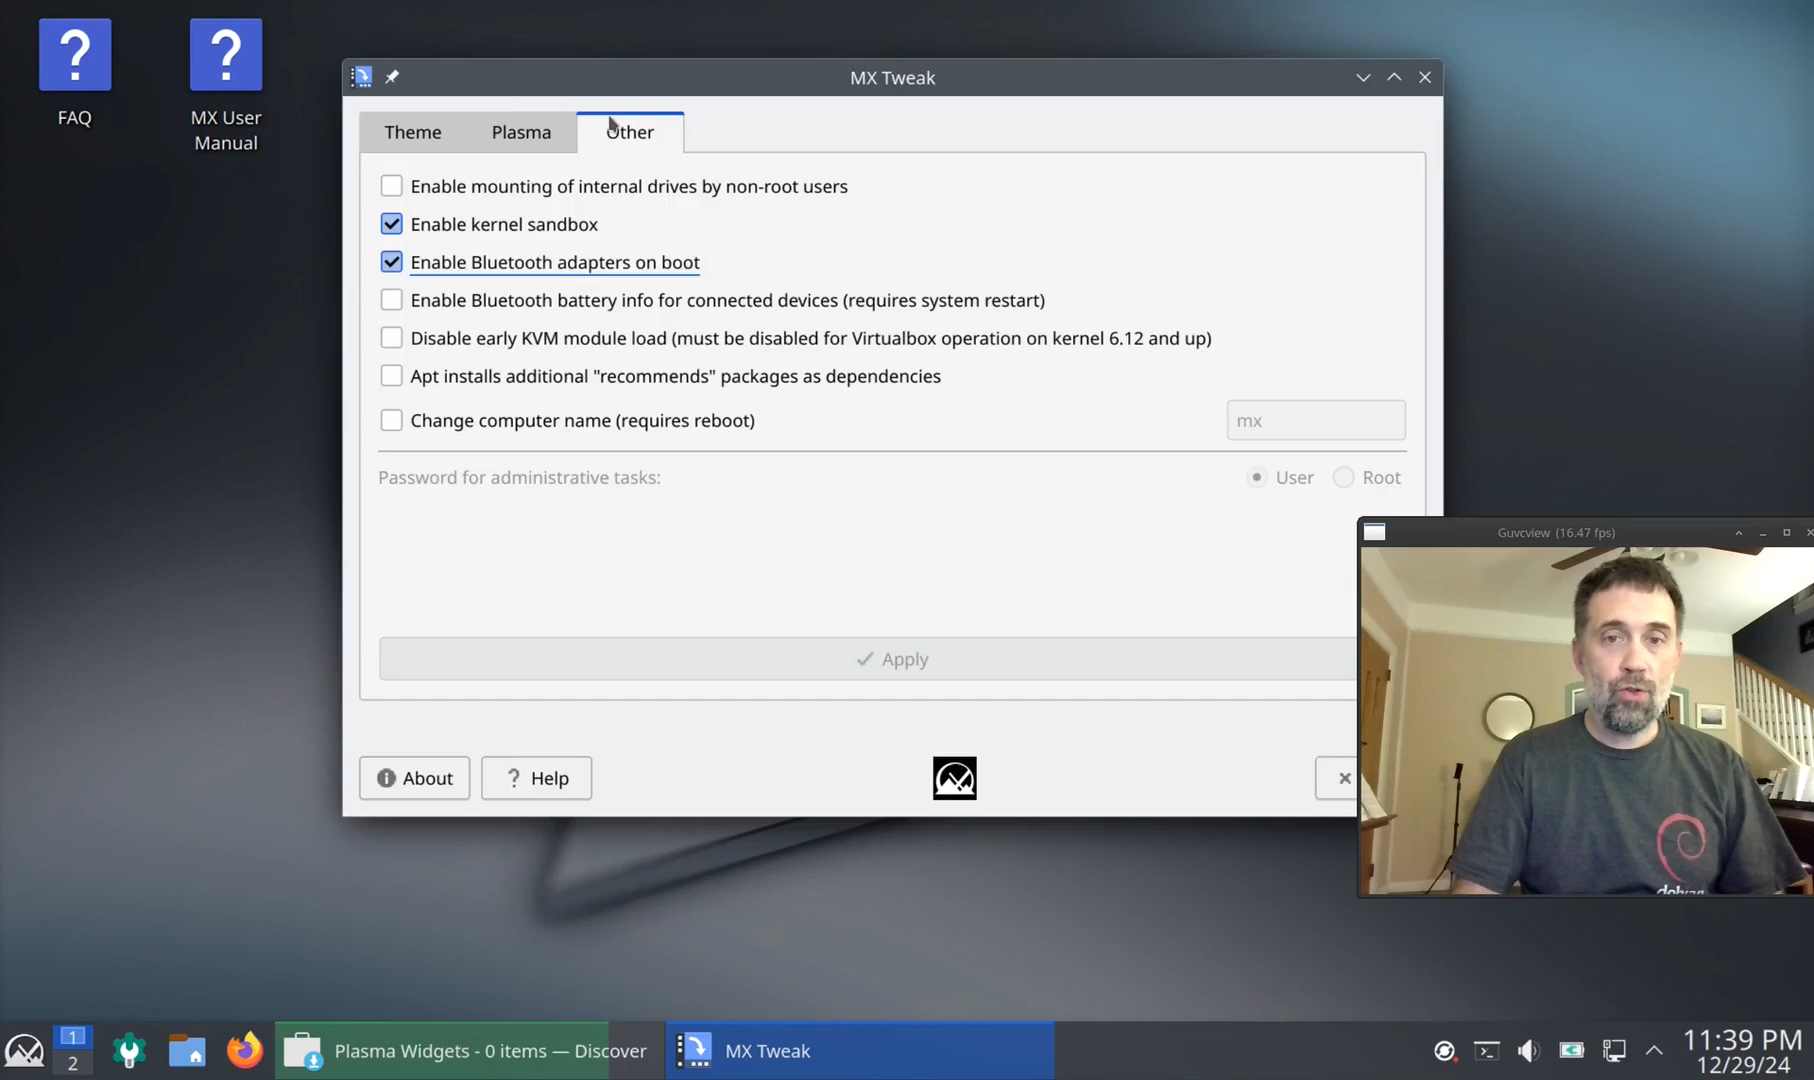 FAQ
MX User
Manual
MX Tweak
Theme
Plasma
Other
Enable mounting of internal drives by non-root users
Enable kernel sandbox
Enable Bluetooth adapters on boot
Enable Bluetooth battery info for connected devices (requires system restart)
Disable early KVM module load (must be disabled for Virtualbox operation on kernel 6.12 and up)
Apt installs additional "recommends" packages as dependencies
Change computer name (requires reboot)
mx
Password for administrative tasks:
User
Root
Apply
About
Help
Guvcview (16.47 fps)
debian
1
2
Plasma Widgets - 0 items — Discover
MX Tweak
11:39 PM
12/29/24